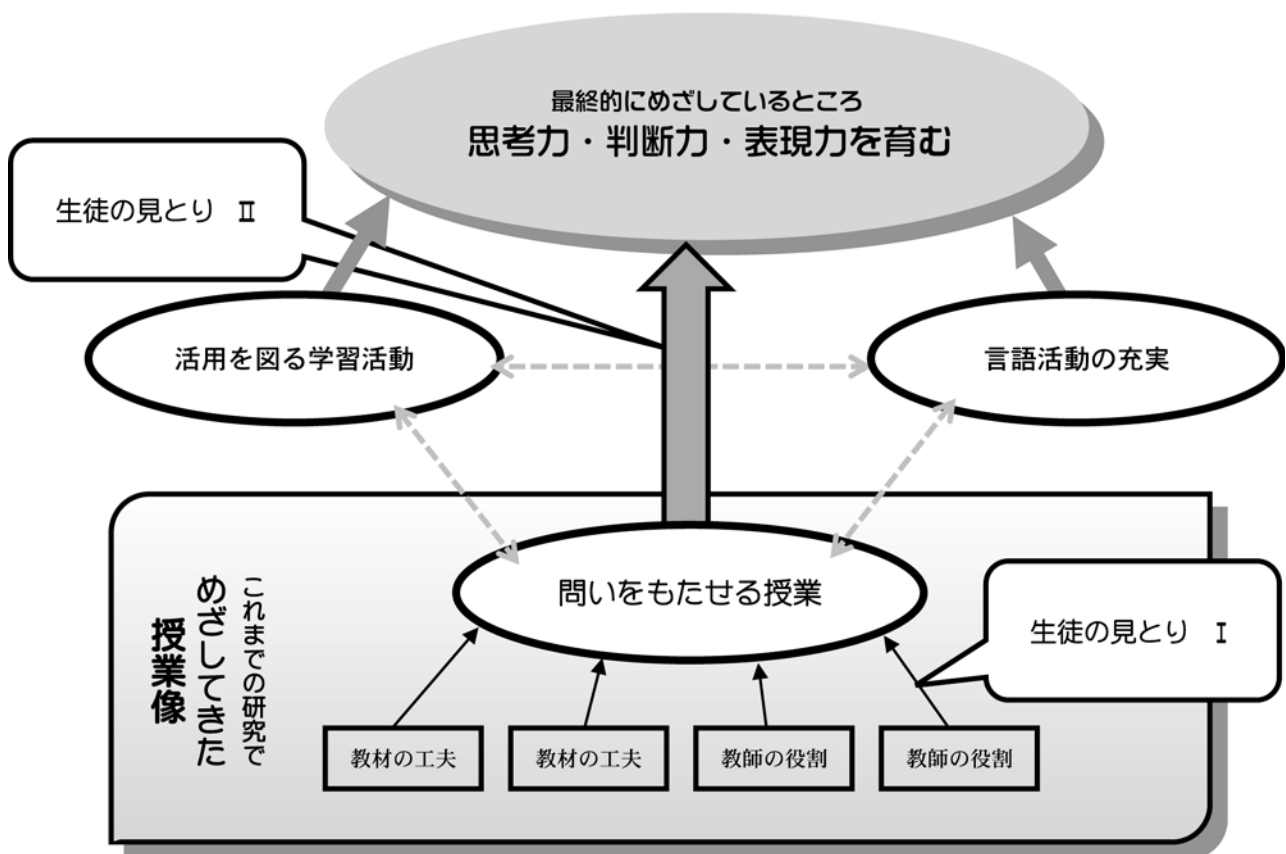 最終的にめざしているところ
思考力・判断力・表現力を育む
生徒の見とり Ⅱ
活用を図る学習活動
言語活動の充実
問いをもたせる授業
生徒の見とり Ⅰ
これまでの研究で
めざしてきた
授業像
教材の工夫
教材の工夫
教師の役割
教師の役割